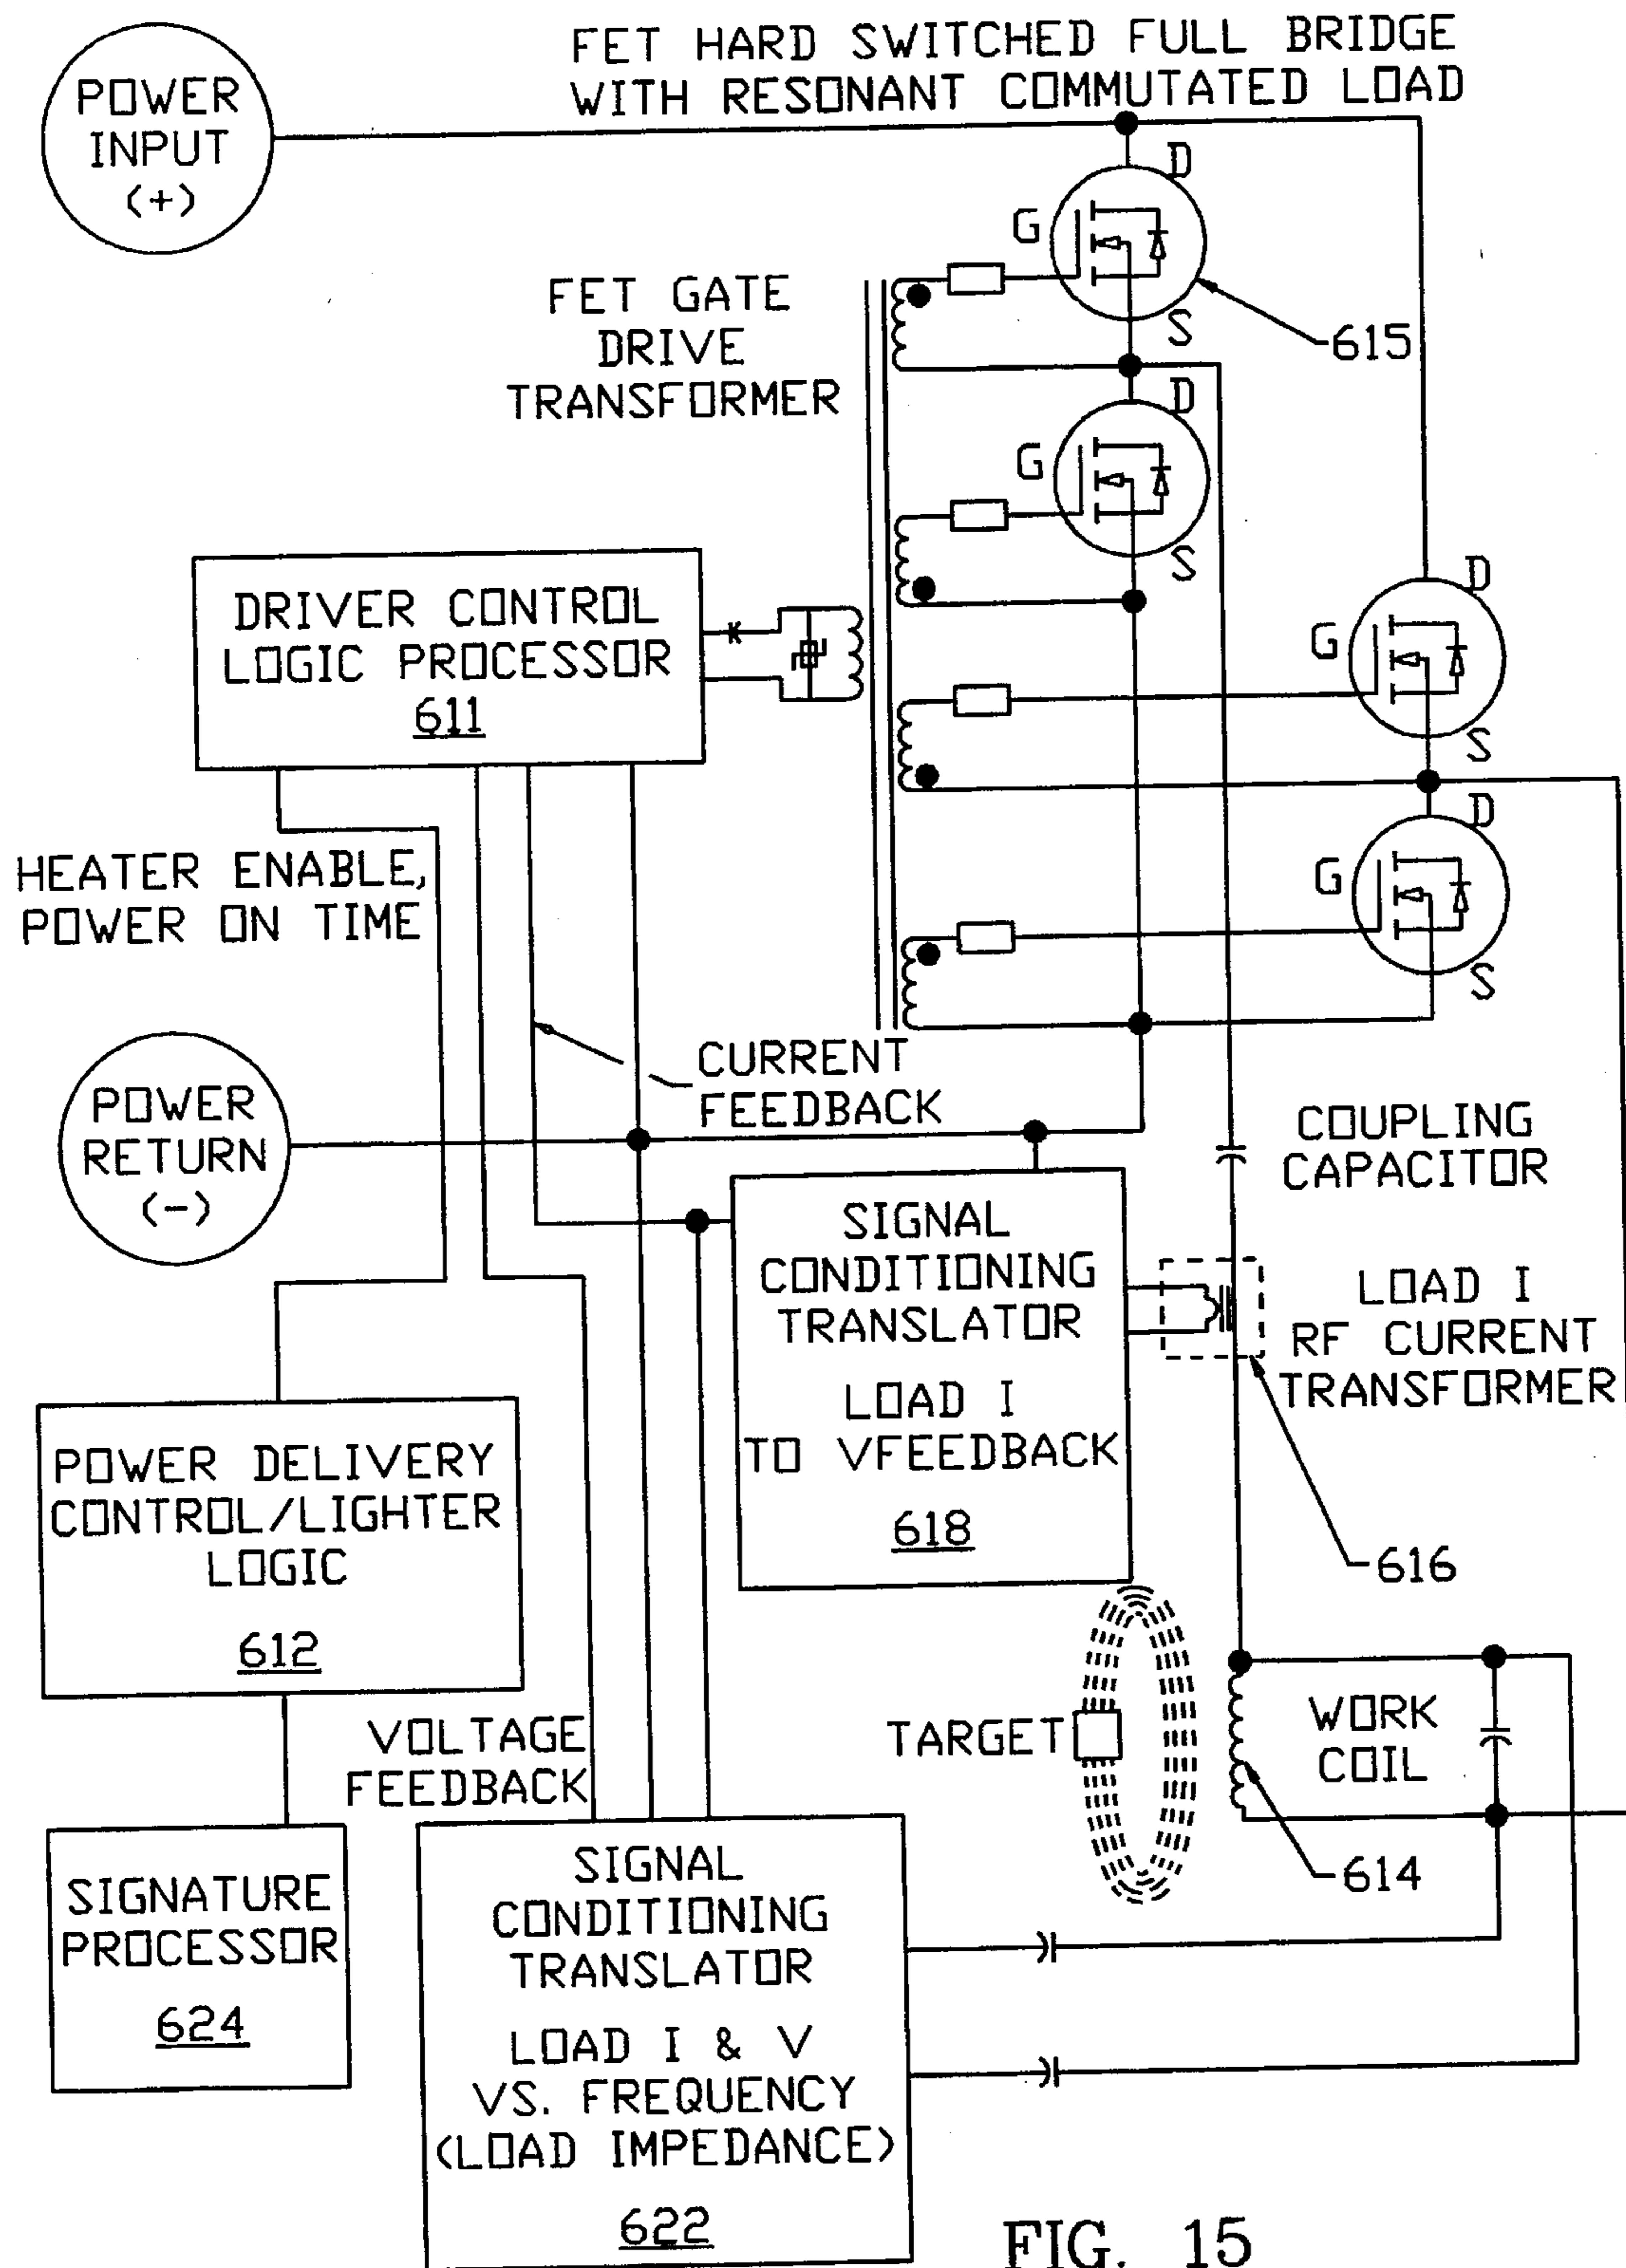 FET HARD SWITCHED FULL BRIDGE
WITH RESONANT COMMUTATED LOAD
POWER
INPUT
(+)
D
G
S
615
FET GATE
DRIVE
TRANSFORMER
D
G
S
DRIVER CONTROL
LOGIC PROCESSOR
611
D
G
S
D
G
S
HEATER ENABLE,
POWER ON TIME
CURRENT
FEEDBACK
POWER
RETURN
(-)
COUPLING
CAPACITOR
SIGNAL
CONDITIONING
TRANSLATOR
LOAD I
TO VFEEDBACK
618
LOAD I
RF CURRENT
TRANSFORMER
616
POWER DELIVERY
CONTROL/LIGHTER
LOGIC
612
TARGET
WORK
COIL
614
VOLTAGE
FEEDBACK
SIGNATURE
PROCESSOR
624
SIGNAL
CONDITIONING
TRANSLATOR
LOAD I & V
VS. FREQUENCY
(LOAD IMPEDANCE)
622
FIG. 15